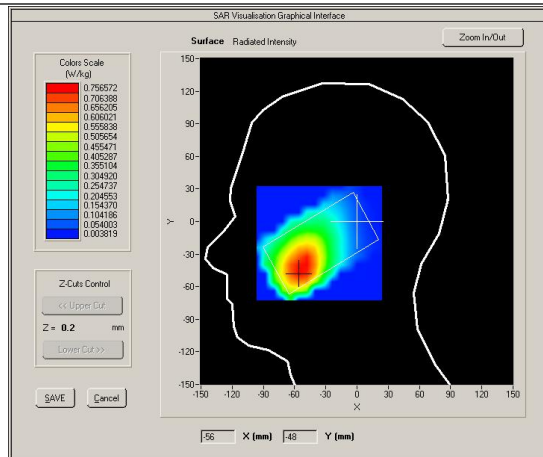 SAR Visualisation Graphical Interface
Surface Radiated Intensity
Zoom In/Out
Colors Scale
(W/kg)
0.756572
0.706388
0.656205
0.606021
0.555838
0.505654
0.455471
0.405287
0.355104
0.304920
0.254737
0.204553
0.154370
0.104186
0.054003
0.003819
Z-Cuts Control
<< Upper Cut
Z = 0.2 mm
Lower Cut >>
SAVE Cancel
150-
120-
90-
60-
30-
0-
-30-
-60-
-90-
-120-
-150-
Y
-150 -120 -90 -60 -30 0 30 60 90 120 150
X
-56 X (mm) -48 Y (mm)